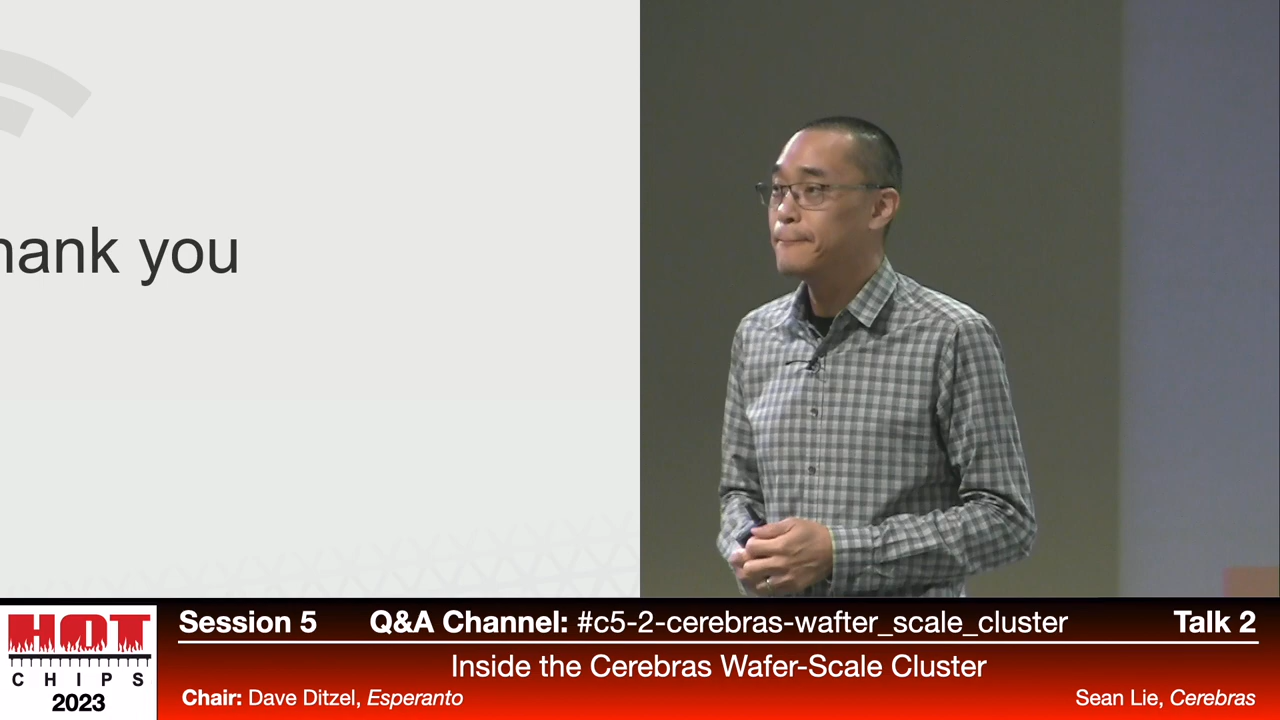 hank you
Session 5 Q&A Channel: #c5-2-cerebras-wafter_scale_cluster Talk 2
Inside the Cerebras Wafer-Scale Cluster
Chair: Dave Ditzel, Esperanto Sean Lie, Cerebras
HOT
CHIPS
2023